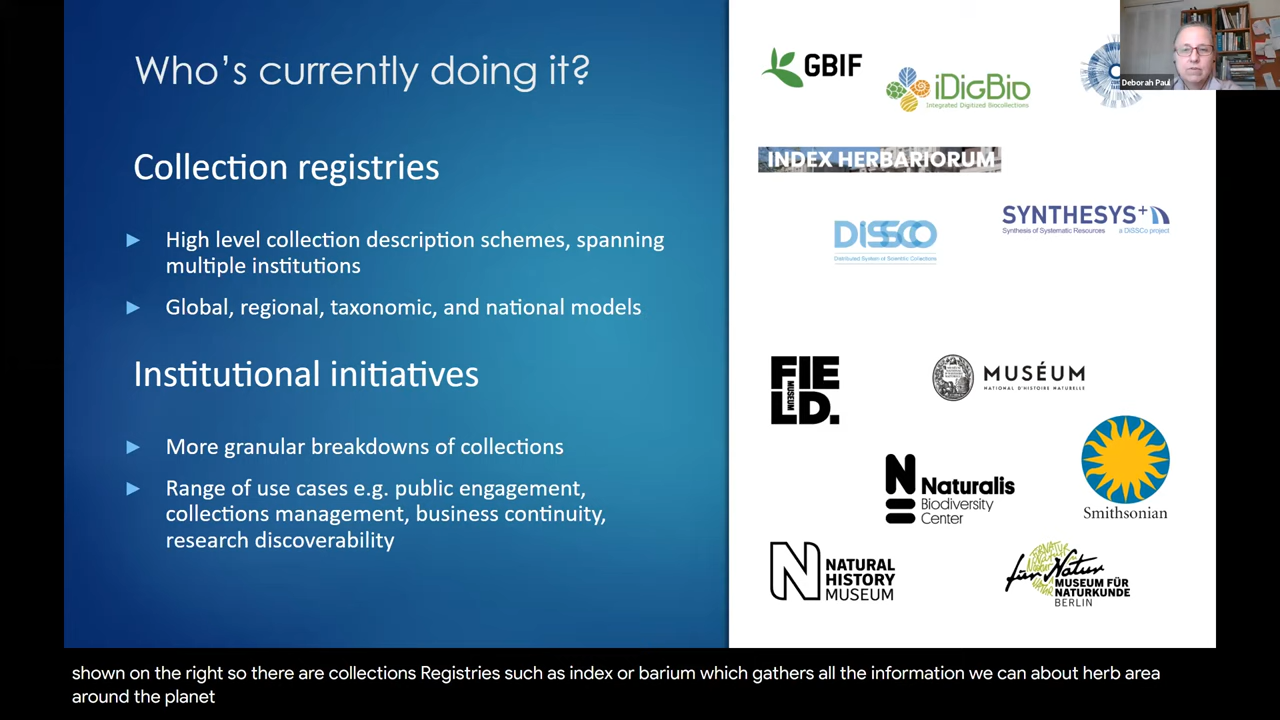 Who's currently doing it?
Collection registries
High level collection description schemes, spanning
multiple institutions
Global, regional, taxonomic, and national models
Institutional initiatives
More granular breakdowns of collections
Range of use cases e.g. public engagement,
collections management, business continuity,
research discoverability
GBIF
iDigBio
Integrated Digitized Biocollections
Deborah Paul
INDEX HERBARIORUM
DiSSCo
Distributed System of Scientific Collections
SYNTHESYS+
Synthesis of Systematic Resources
a DiSSCo project
FIELD.
MUSEUM
MUSÉUM
NATIONAL D'HISTOIRE NATURELLE
Naturalis
Biodiversity
Center
Smithsonian
NATURAL
HISTORY
MUSEUM
für Natur
MUSEUM FÜR
NATURKUNDE
BERLIN
shown on the right so there are collections Registries such as index or barium which gathers all the information we can about herb area
around the planet